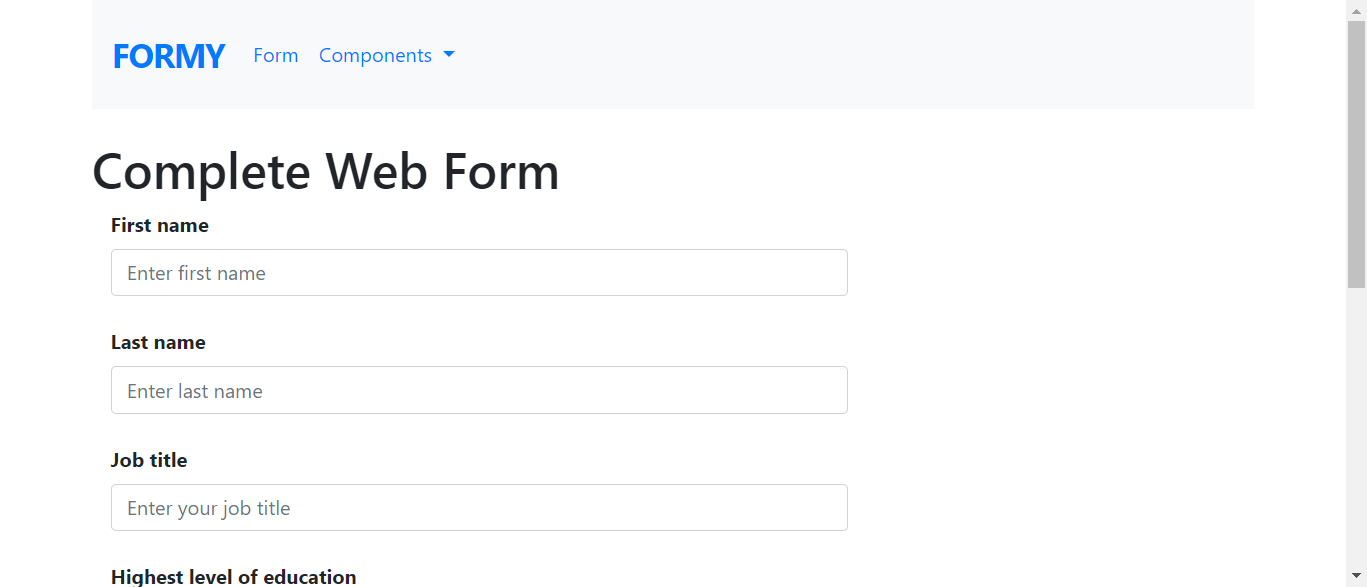 FORMY Form Components
Complete Web Form
First name
Enter first name
Last name
Enter last name
Job title
Enter your job title
Highest level of education